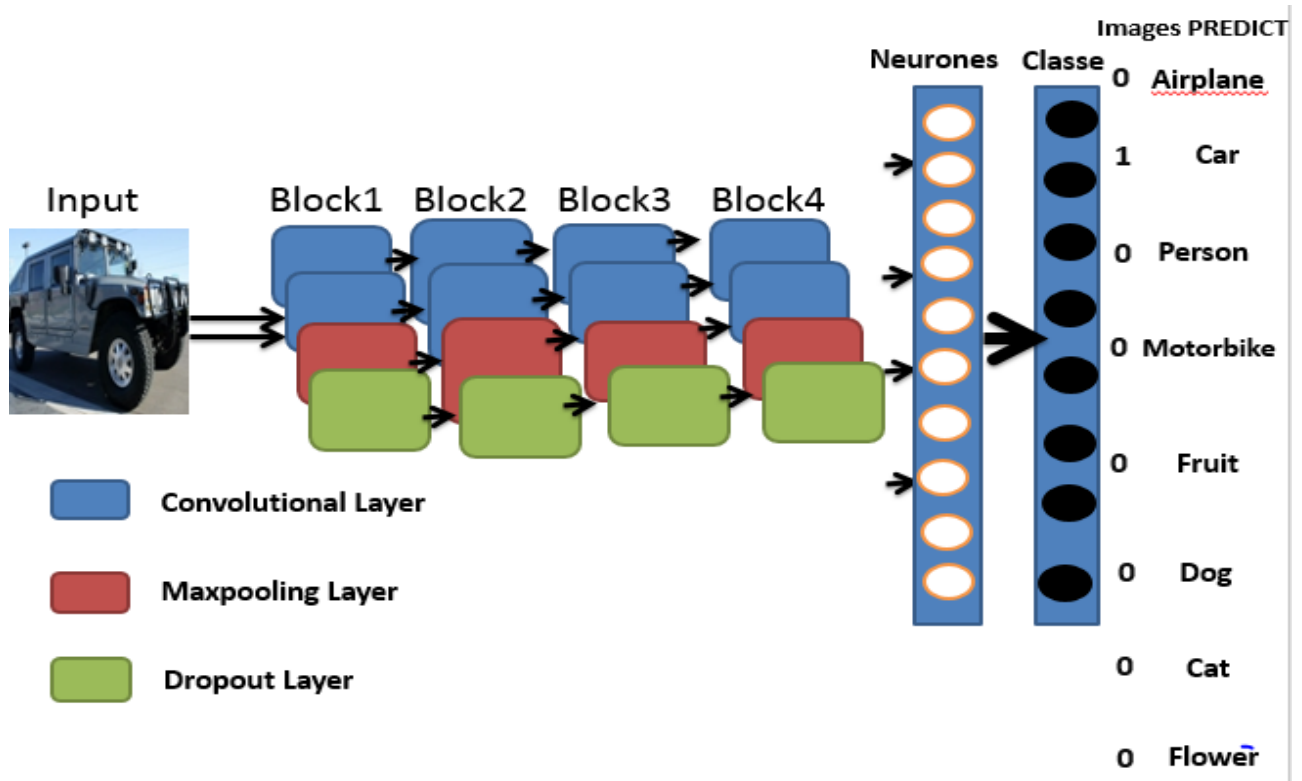 Images PREDICT
Neurones Classe
0 Airplane
1 Car
Input
Block1 Block2 Block3 Block4
0 Person
0 Motorbike
0 Fruit
Convolutional Layer
0 Dog
Maxpooling Layer
0 Cat
Dropout Layer
0 Flower